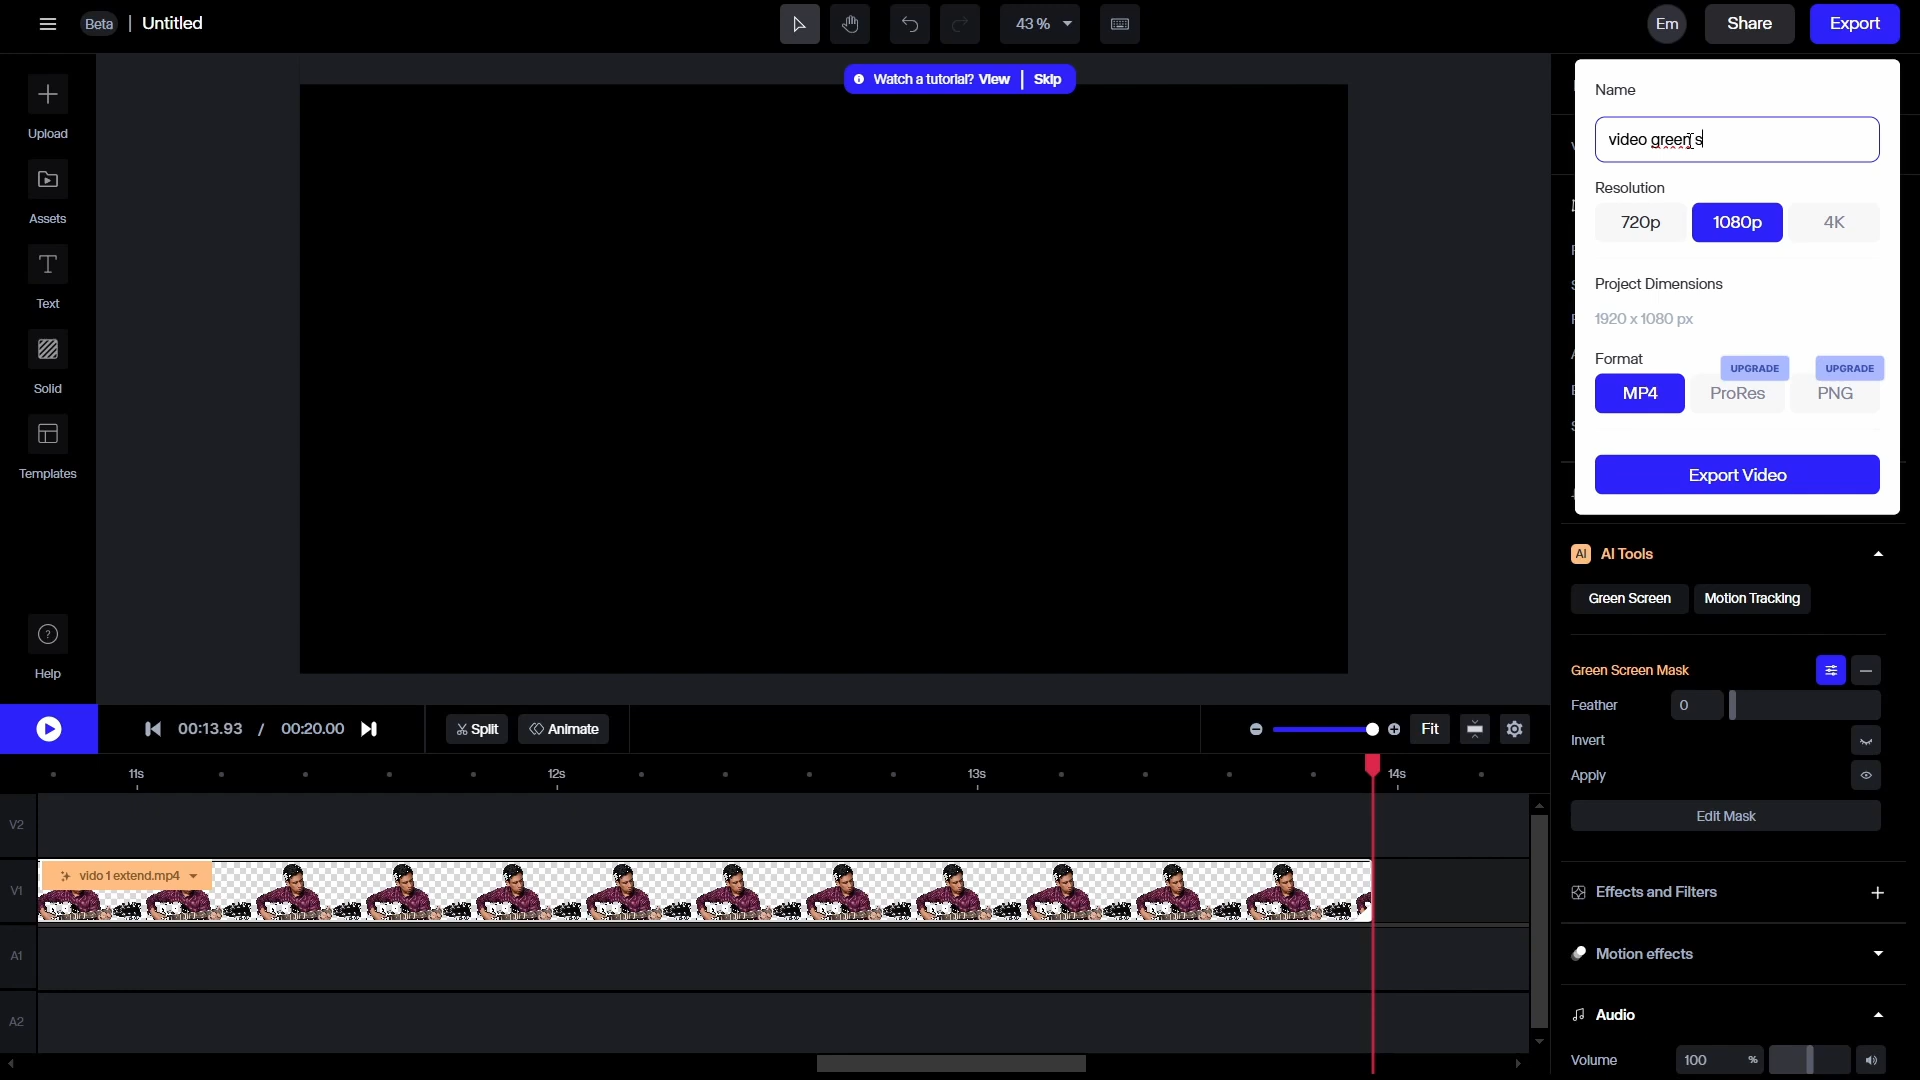 Beta | Untitled
43 %
Em
Share
Export
Watch a tutorial? View | Skip
Upload
Assets
Text
Solid
Templates
Help
Name
video green s
Resolution
720p 1080p 4K
Project Dimensions
1920 x 1080 px
Format
UPGRADE UPGRADE
MP4 ProRes PNG
Export Video
AI AI Tools
Green Screen Motion Tracking
Green Screen Mask
Feather 0
Invert
Apply
Edit Mask
Effects and Filters
Motion effects
Audio
Volume 100 %
00:13.93 / 00:20.00
Split Animate
Fit
11s 12s 13s 14s
V2
V1
vido 1 extend.mp4
A1
A2